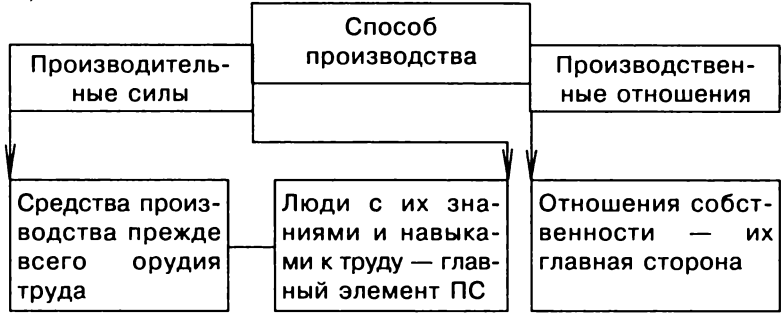 Способ
производства
Производитель-
ные силы
Производствен-
ные отношения
Средства произ-
водства прежде
всего орудия
труда
Люди с их зна-
ниями и навыка-
ми к труду — глав-
ный элемент ПС
Отношения собст-
венности — их
главная сторона